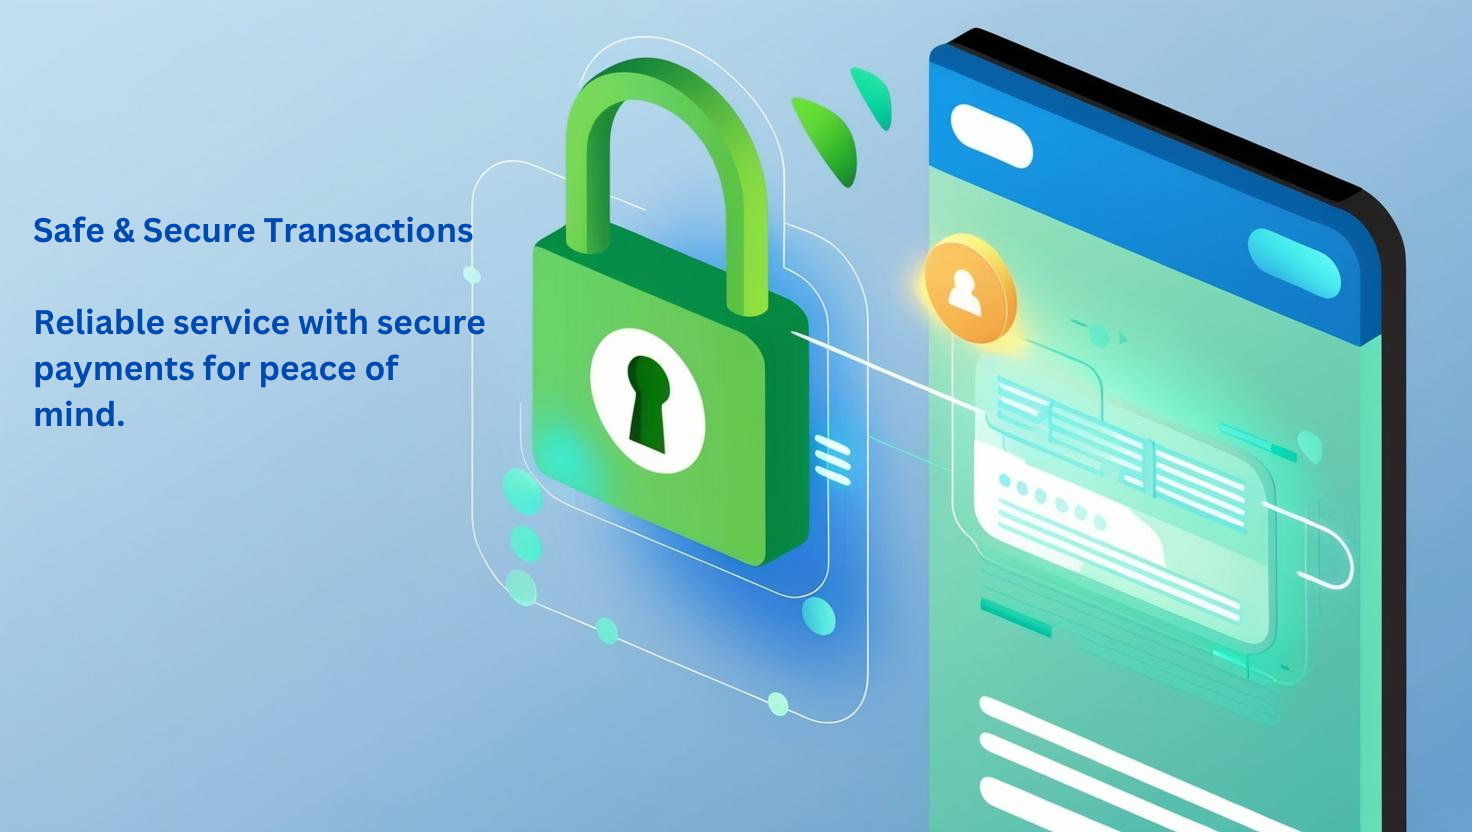 Safe & Secure Transactions
Reliable service with secure
payments for peace of
mind.